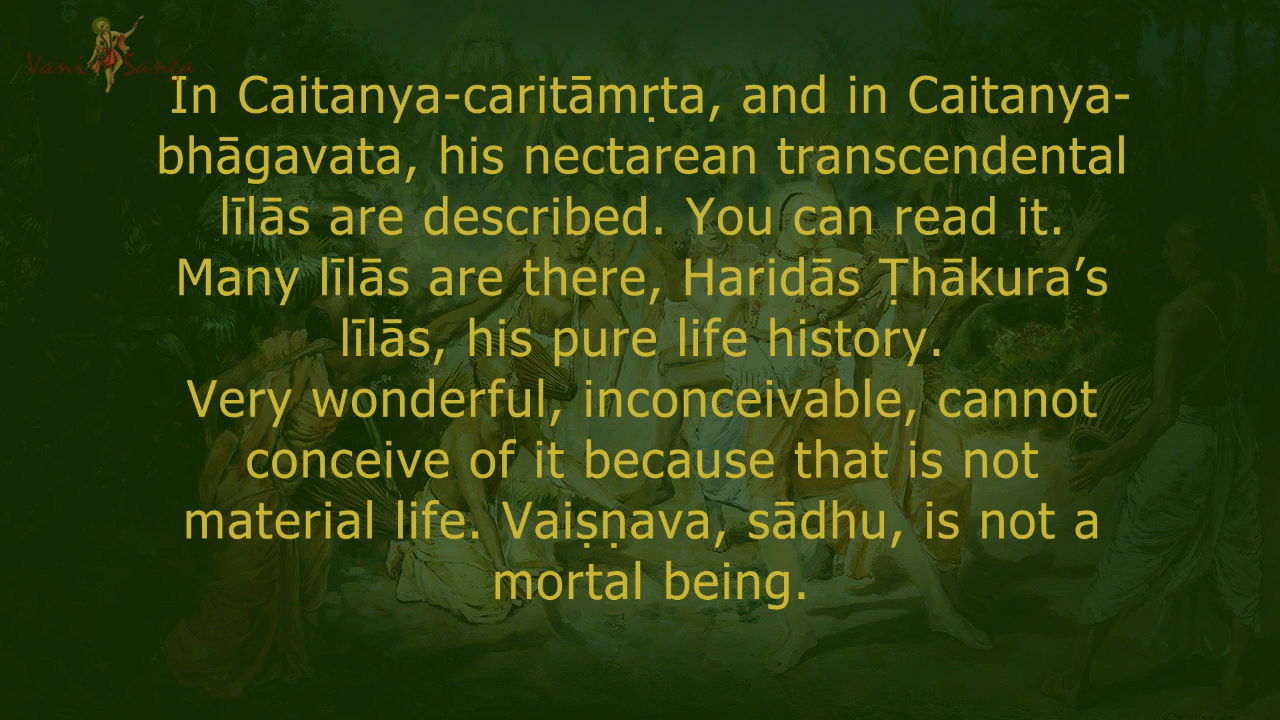 Vani Sanca
In Caitanya-caritāmṛta, and in Caitanya-
bhāgavata, his nectarean transcendental
līlās are described. You can read it.
Many līlās are there, Haridās Ṭhākura’s
līlās, his pure life history.
Very wonderful, inconceivable, cannot
conceive of it because that is not
material life. Vaiṣṇava, sādhu, is not a
mortal being.